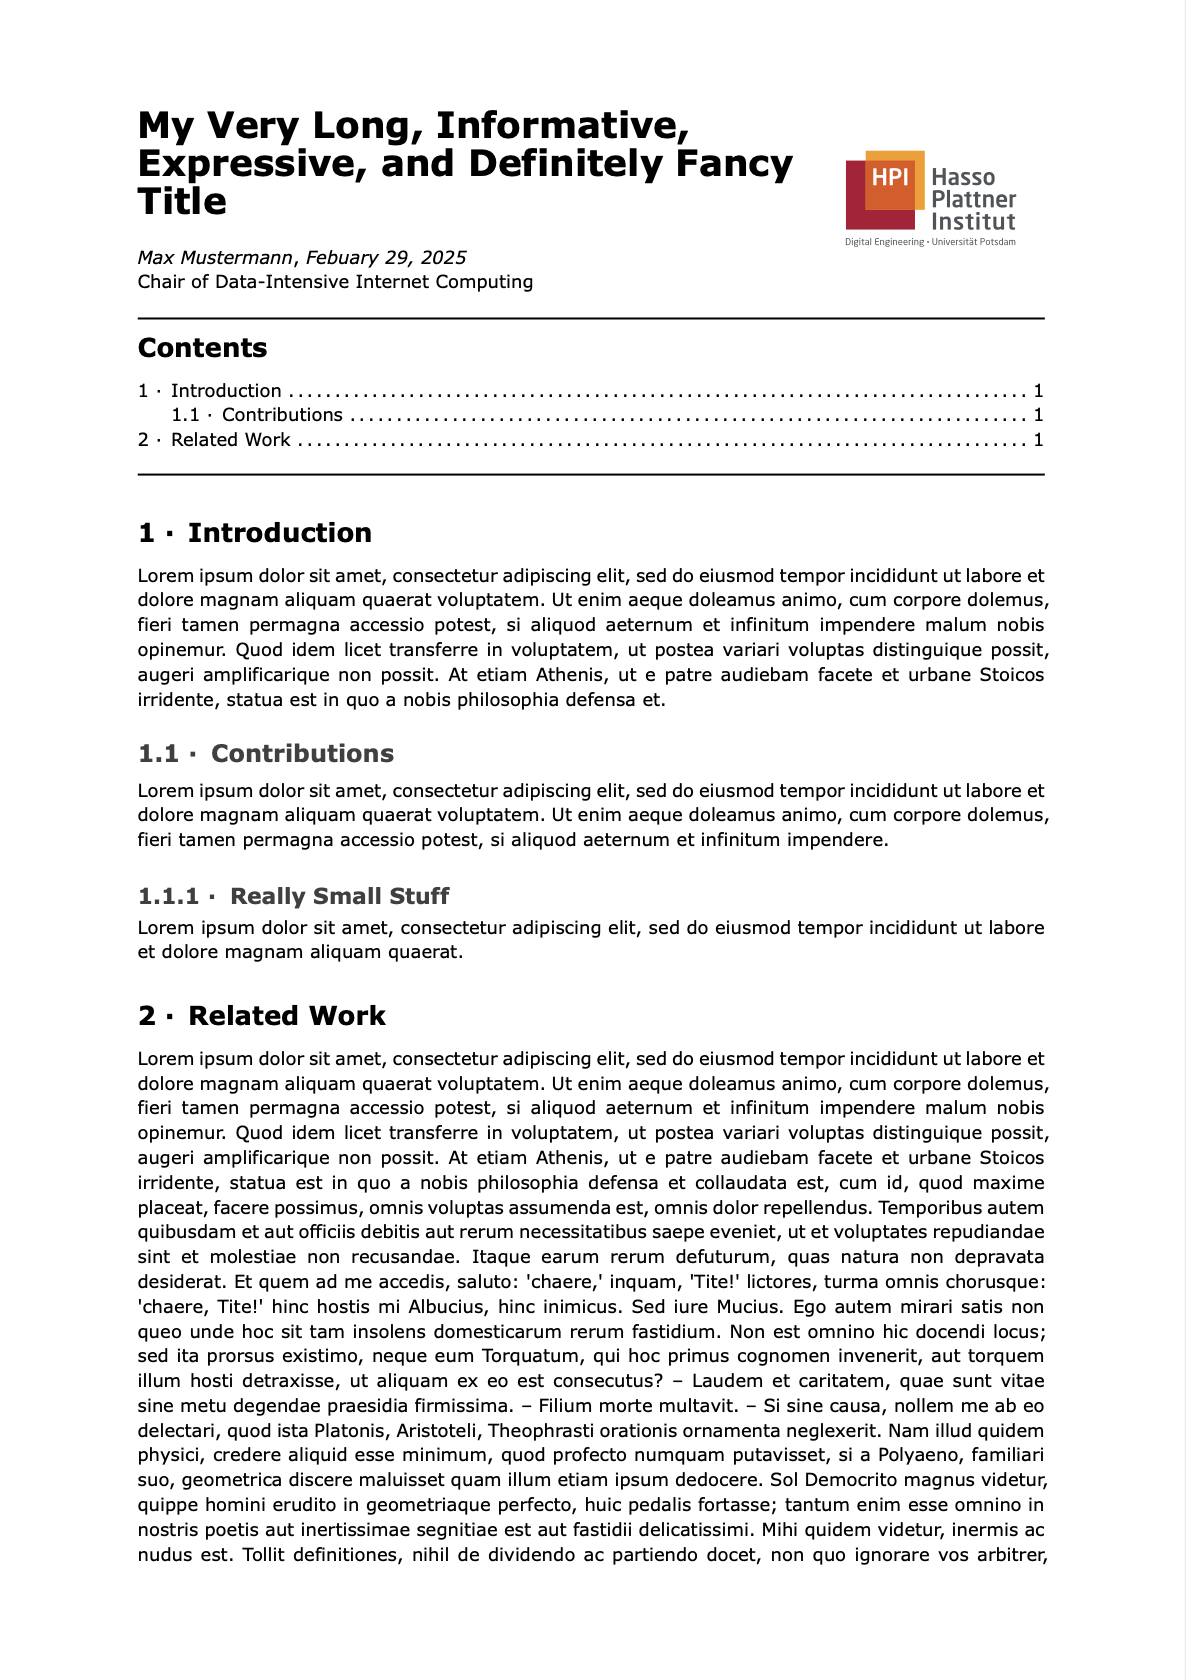 My Very Long, Informative,
Expressive, and Definitely Fancy
Title
HPI
Hasso
Plattner
Institut
Digital Engineering • Universität Potsdam
Max Mustermann, Febuary 29, 2025
Chair of Data-Intensive Internet Computing
Contents
1 · Introduction ................................................................................ 1
1.1 · Contributions ......................................................................... 1
2 · Related Work ............................................................................... 1
1 · Introduction
Lorem ipsum dolor sit amet, consectetur adipiscing elit, sed do eiusmod tempor incididunt ut labore et
dolore magnam aliquam quaerat voluptatem. Ut enim aeque doleamus animo, cum corpore dolemus,
fieri tamen permagna accessio potest, si aliquod aeternum et infinitum impendere malum nobis
opinemur. Quod idem licet transferre in voluptatem, ut postea variari voluptas distinguique possit,
augeri amplificarique non possit. At etiam Athenis, ut e patre audiebam facete et urbane Stoicos
irridente, statua est in quo a nobis philosophia defensa et.
1.1 · Contributions
Lorem ipsum dolor sit amet, consectetur adipiscing elit, sed do eiusmod tempor incididunt ut labore et
dolore magnam aliquam quaerat voluptatem. Ut enim aeque doleamus animo, cum corpore dolemus,
fieri tamen permagna accessio potest, si aliquod aeternum et infinitum impendere.
1.1.1 · Really Small Stuff
Lorem ipsum dolor sit amet, consectetur adipiscing elit, sed do eiusmod tempor incididunt ut labore
et dolore magnam aliquam quaerat.
2 · Related Work
Lorem ipsum dolor sit amet, consectetur adipiscing elit, sed do eiusmod tempor incididunt ut labore et
dolore magnam aliquam quaerat voluptatem. Ut enim aeque doleamus animo, cum corpore dolemus,
fieri tamen permagna accessio potest, si aliquod aeternum et infinitum impendere malum nobis
opinemur. Quod idem licet transferre in voluptatem, ut postea variari voluptas distinguique possit,
augeri amplificarique non possit. At etiam Athenis, ut e patre audiebam facete et urbane Stoicos
irridente, statua est in quo a nobis philosophia defensa et collaudata est, cum id, quod maxime
placeat, facere possimus, omnis voluptas assumenda est, omnis dolor repellendus. Temporibus autem
quibusdam et aut officiis debitis aut rerum necessitatibus saepe eveniet, ut et voluptates repudiandae
sint et molestiae non recusandae. Itaque earum rerum defuturum, quas natura non depravata
desiderat. Et quem ad me accedis, saluto: 'chaere,' inquam, 'Tite!' lictores, turma omnis chorusque:
'chaere, Tite!' hinc hostis mi Albucius, hinc inimicus. Sed iure Mucius. Ego autem mirari satis non
queo unde hoc sit tam insolens domesticarum rerum fastidium. Non est omnino hic docendi locus;
sed ita prorsus existimo, neque eum Torquatum, qui hoc primus cognomen invenerit, aut torquem
illum hosti detraxisse, ut aliquam ex eo est consecutus? – Laudem et caritatem, quae sunt vitae
sine metu degendae praesidia firmissima. – Filium morte multavit. – Si sine causa, nollem me ab eo
delectari, quod ista Platonis, Aristoteli, Theophrasti orationis ornamenta neglexerit. Nam illud quidem
physici, credere aliquid esse minimum, quod profecto numquam putavisset, si a Polyaeno, familiari
suo, geometrica discere maluisset quam illum etiam ipsum dedocere. Sol Democrito magnus videtur,
quippe homini erudito in geometriaque perfecto, huic pedalis fortasse; tantum enim esse omnino in
nostris poetis aut inertissimae segnitiae est aut fastidii delicatissimi. Mihi quidem videtur, inermis ac
nudus est. Tollit definitiones, nihil de dividendo ac partiendo docet, non quo ignorare vos arbitrer,